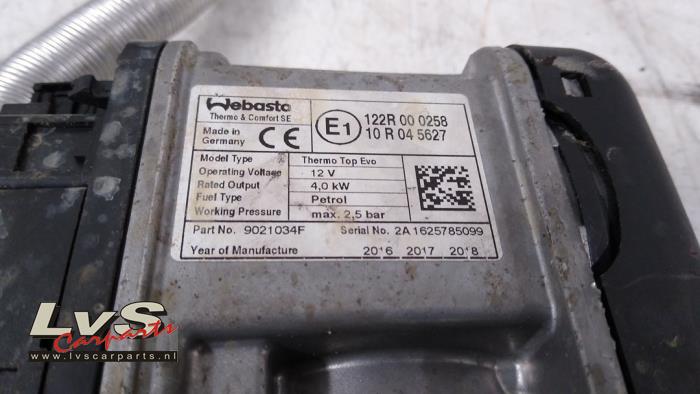 Webasto
Thermo & Comfort SE
Made in
Germany
CE
E1
122R 00 0258
10 R 04 5627
Model Type Thermo Top Evo
Operating Voltage 12 V
Rated Output 4,0 kW
Fuel Type Petrol
Working Pressure max. 2,5 bar
Part No. 9021034F Serial No. 2A1625785099
Year of Manufacture 2016 2017 2018
LvS
Carparts
www.lvscarparts.nl